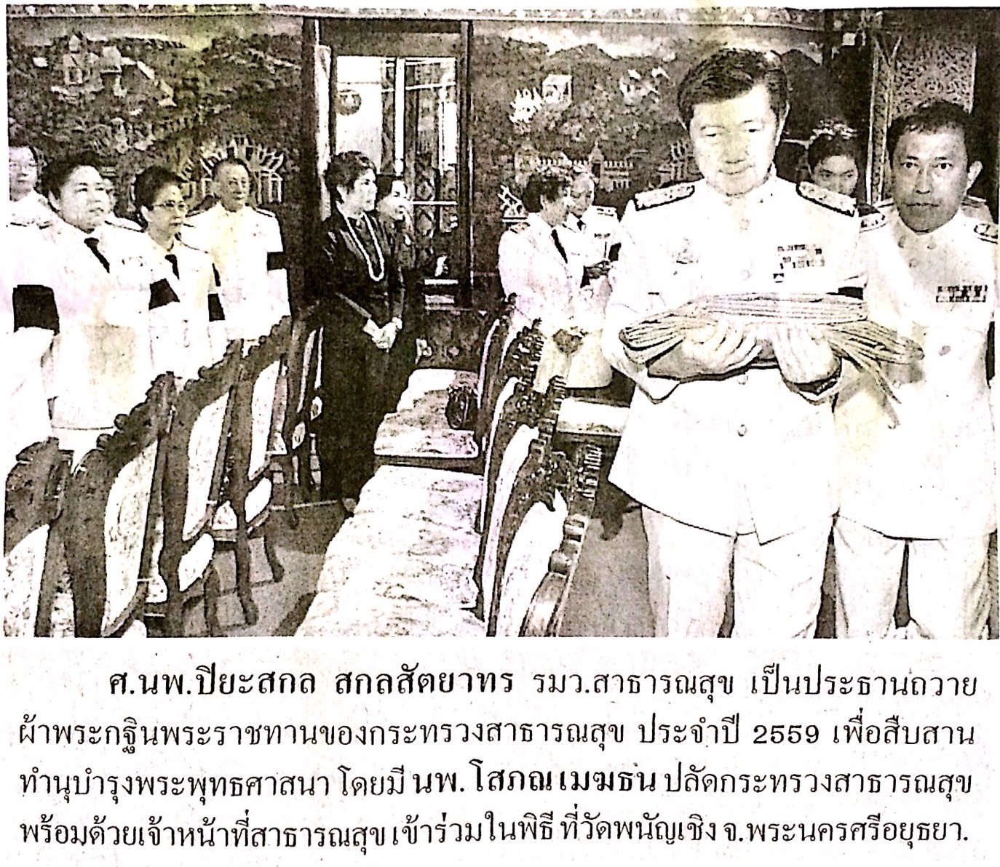 ศ.นพ.ปิยะสกล สกลสัตยาทร รมว.สาธารณสุข เป็นประธานถวาย
ผ้าพระกฐินพระราชทานของกระทรวงสาธารณสุข ประจำปี 2559 เพื่อสืบสาน
ทำนุบำรุงพระพุทธศาสนา โดยมี นพ.โสภณ เมฆธน ปลัดกระทรวงสาธารณสุข
พร้อมด้วยเจ้าหน้าที่สาธารณสุข เข้าร่วมในพิธี ที่วัดพนัญเชิง จ.พระนครศรีอยุธยา.